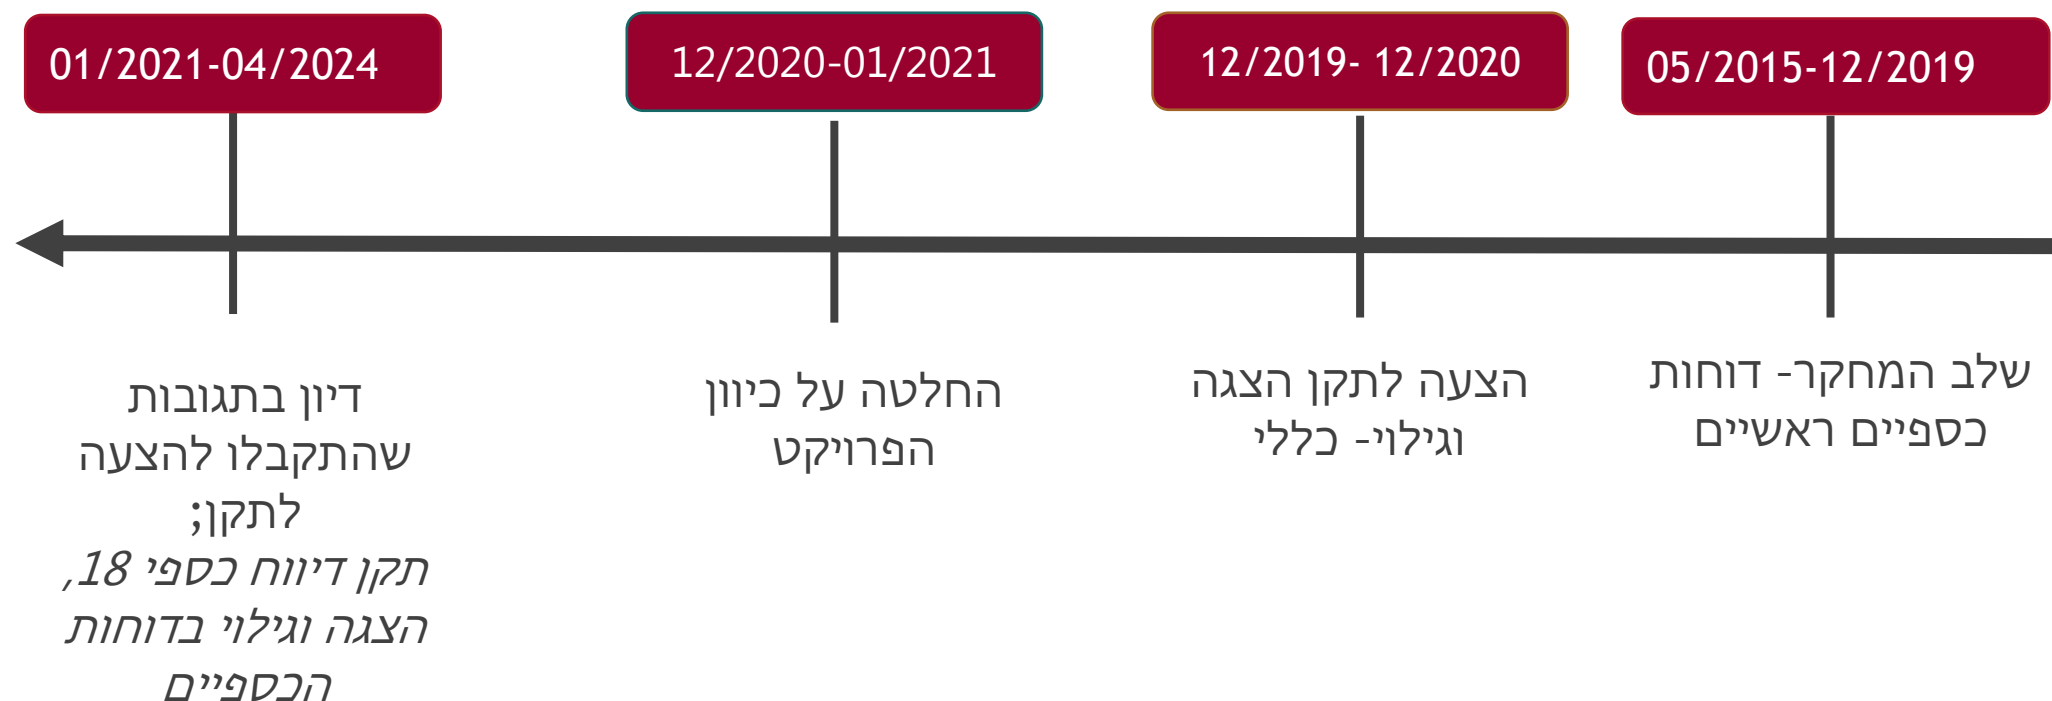 05/2015-12/2019
שלב המחקר- דוחות
כספיים ראשיים
12/2019- 12/2020
הצעה לתקן הצגה
וגילוי- כללי
12/2020-01/2021
החלטה על כיוון
הפרויקט
01/2021-04/2024
דיון בתגובות
שהתקבלו להצעה
לתקן;
תקן דיווח כספי 18,
הצגה וגילוי בדוחות
הכספיים